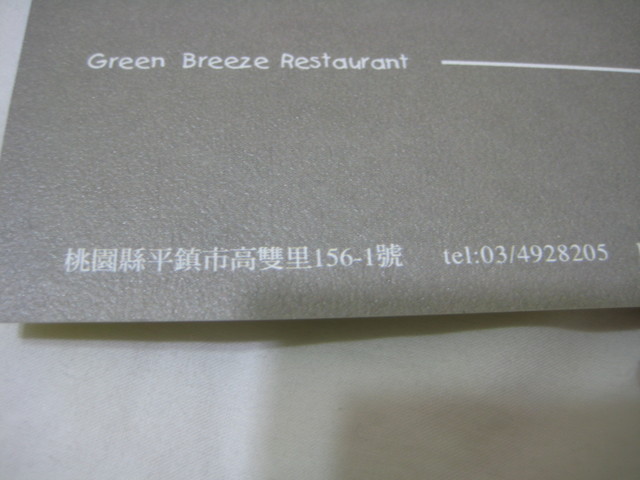 Green Breeze Restaurant
桃園縣平鎮市高雙里156-1號 tel:03/4928205